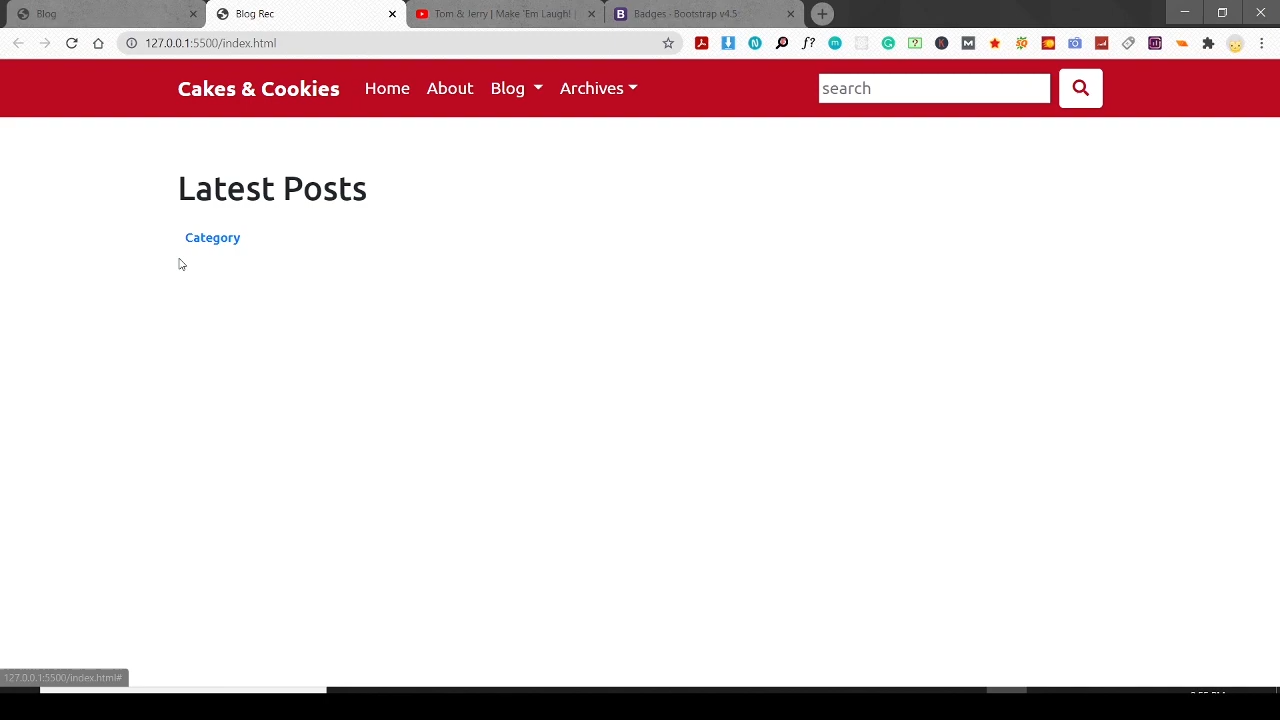 Blog
Blog Rec
Tom & Jerry | Make 'Em Laugh! |
Badges - Bootstrap v4.5
127.0.0.1:5500/index.html
Cakes & Cookies
Home
About
Blog
Archives
search
Latest Posts
Category
127.0.0.1:5500/index.html#